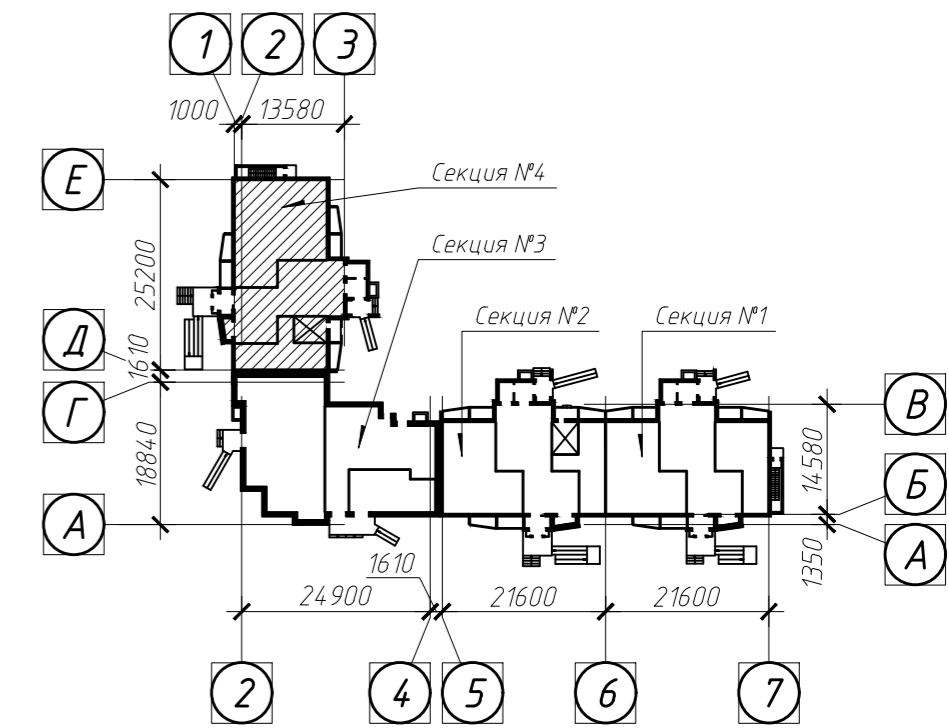 1 2 3
1000 13580
Е
Секция №4
Секция №3
25200
Секция №2 Секция №1
Д
1610
Г
В
18840
14580
Б
А
А
1350
1610
24900 21600 21600
2 4 5 6 7